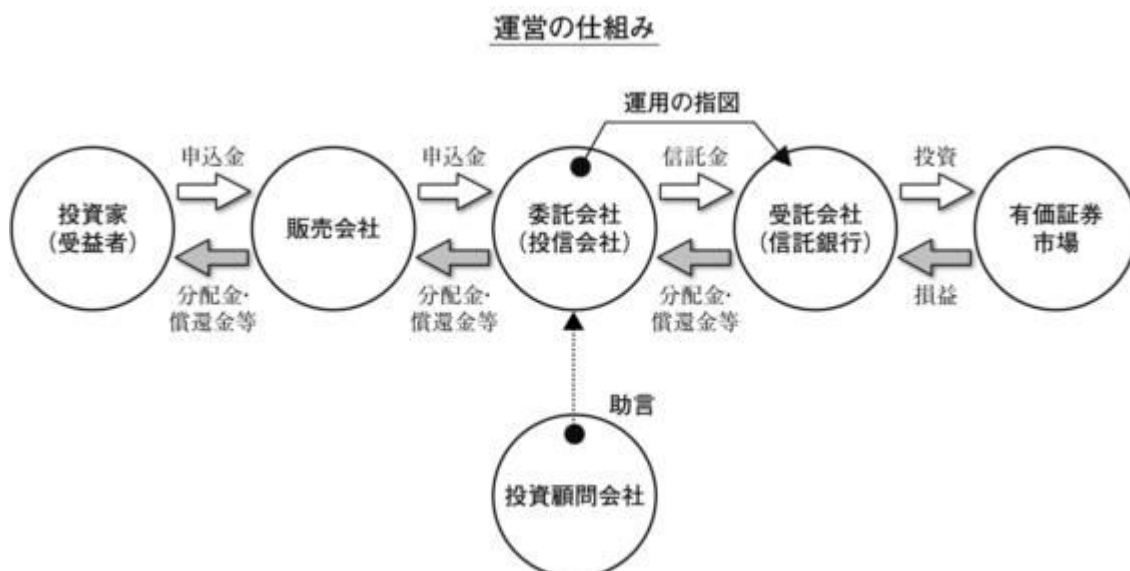 運営の仕組み
運用の指図
申込金
申込金
信託金
投資
投資家
(受益者)
販売会社
委託会社
(投信会社)
受託会社
(信託銀行)
有価証券
市場
分配金・
償還金等
分配金・
償還金等
分配金・
償還金等
損益
助言
投資顧問会社